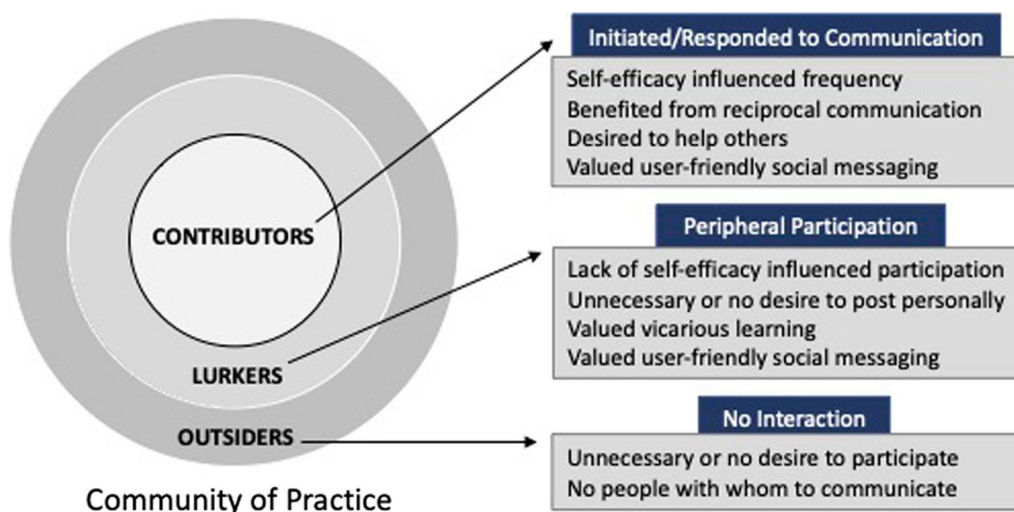 CONTRIBUTORS
LURKERS
OUTSIDERS
Community of Practice
Initiated/Responded to Communication
Self-efficacy influenced frequency
Benefited from reciprocal communication
Desired to help others
Valued user-friendly social messaging
Peripheral Participation
Lack of self-efficacy influenced participation
Unnecessary or no desire to post personally
Valued vicarious learning
Valued user-friendly social messaging
No Interaction
Unnecessary or no desire to participate
No people with whom to communicate